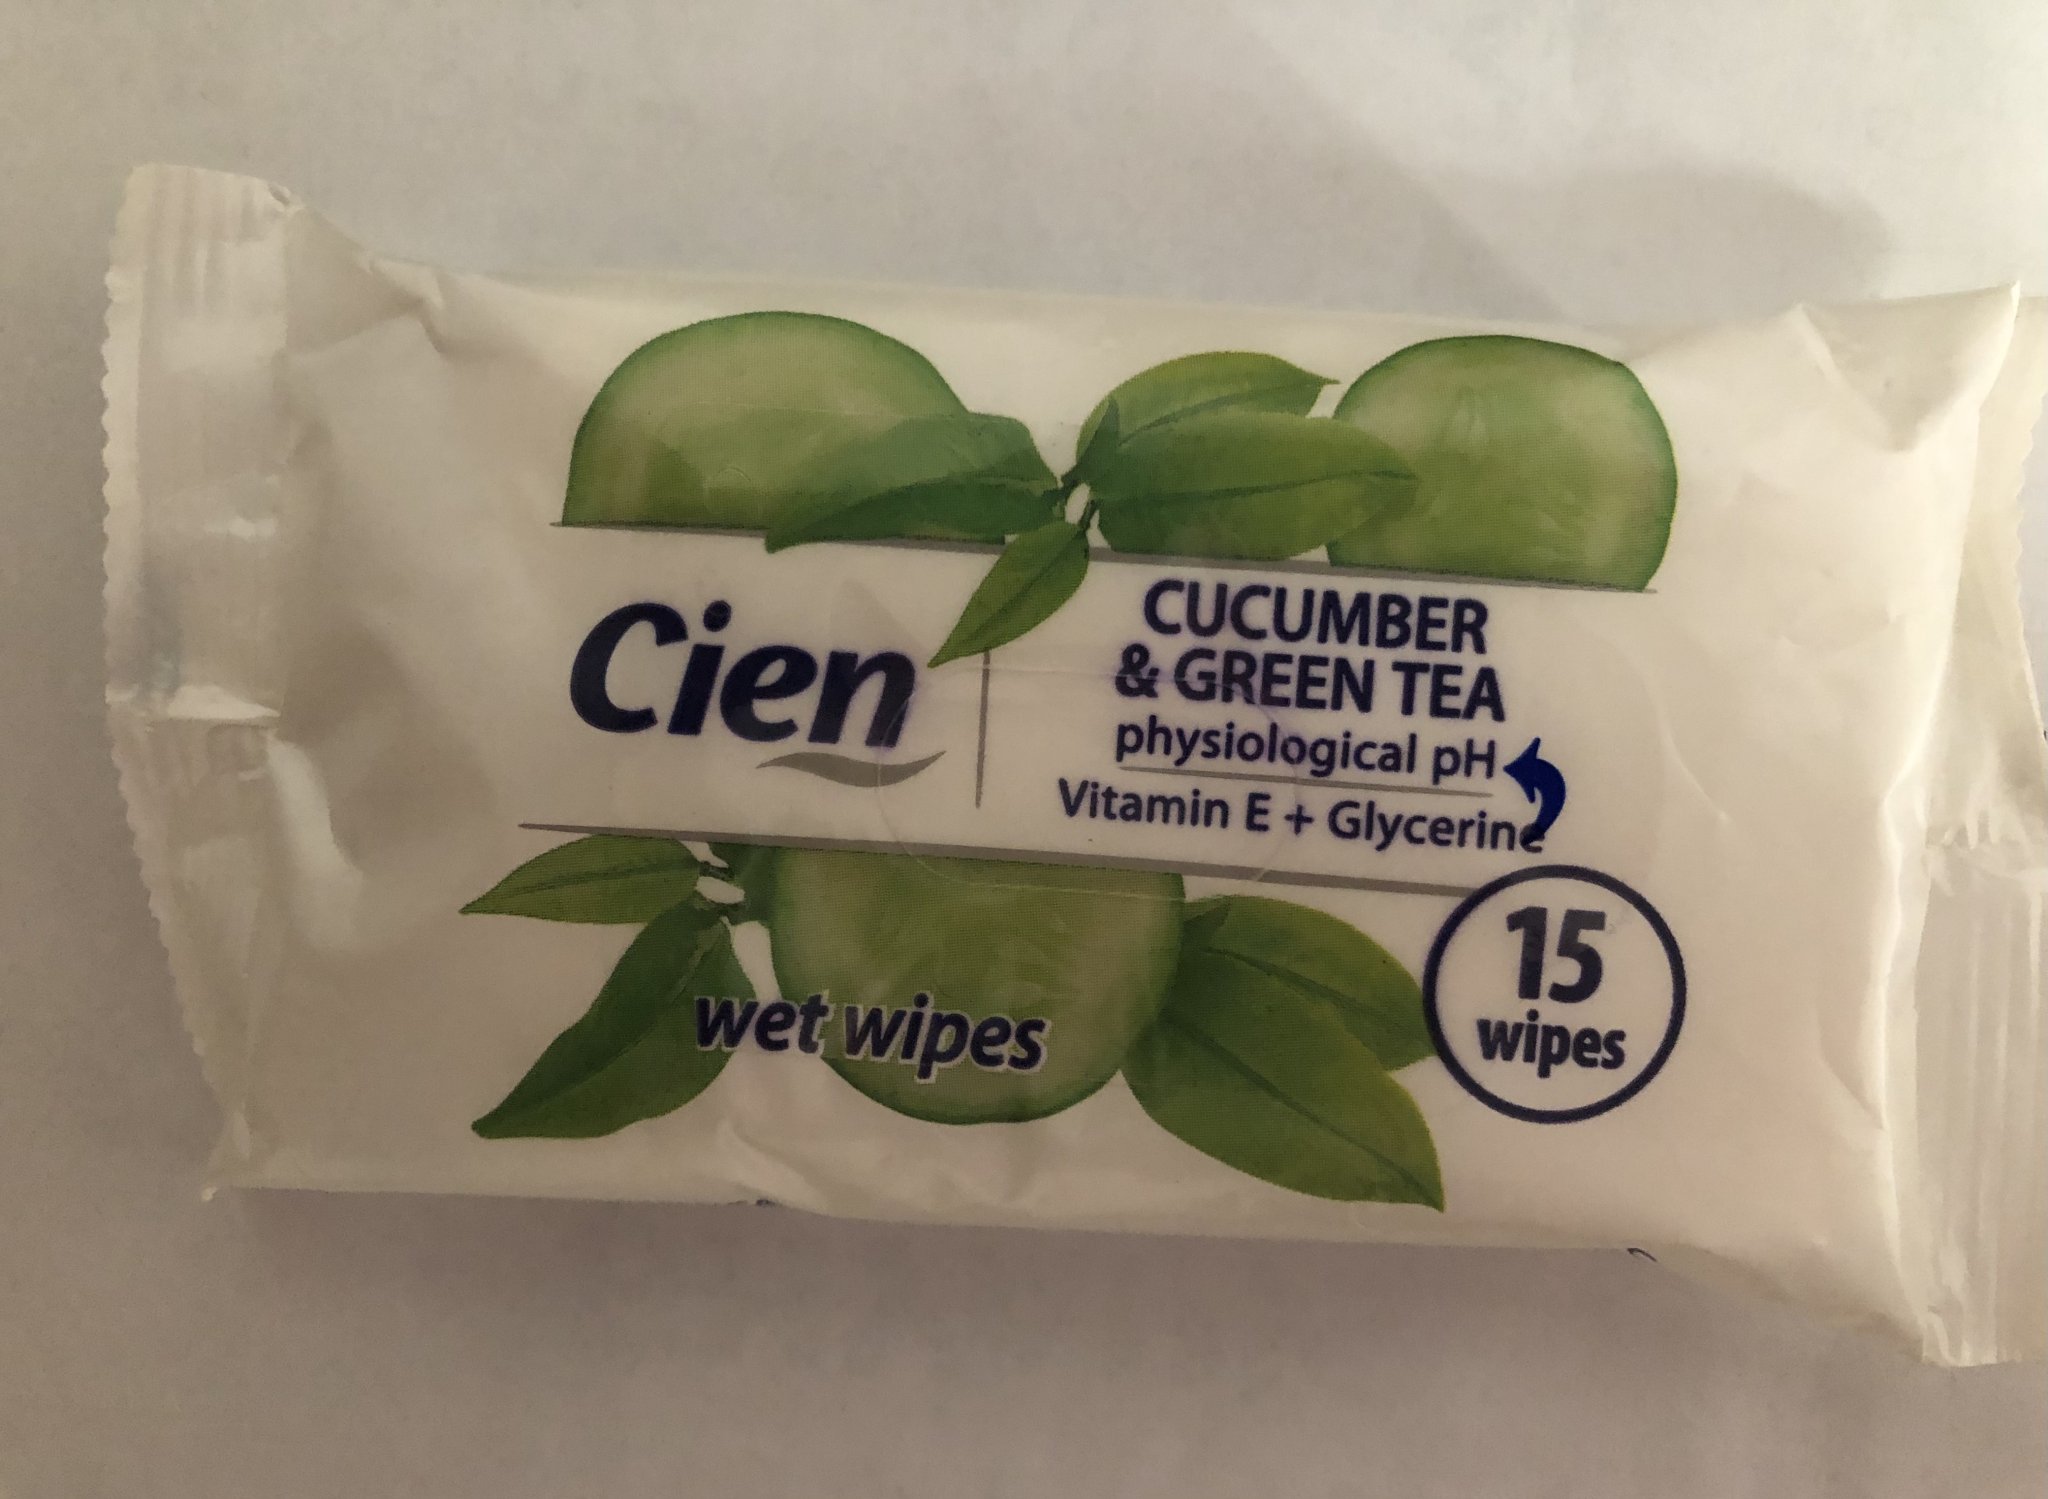 Cien
CUCUMBER
& GREEN TEA
physiological pH
Vitamin E + Glycerine
wet wipes
15
wipes